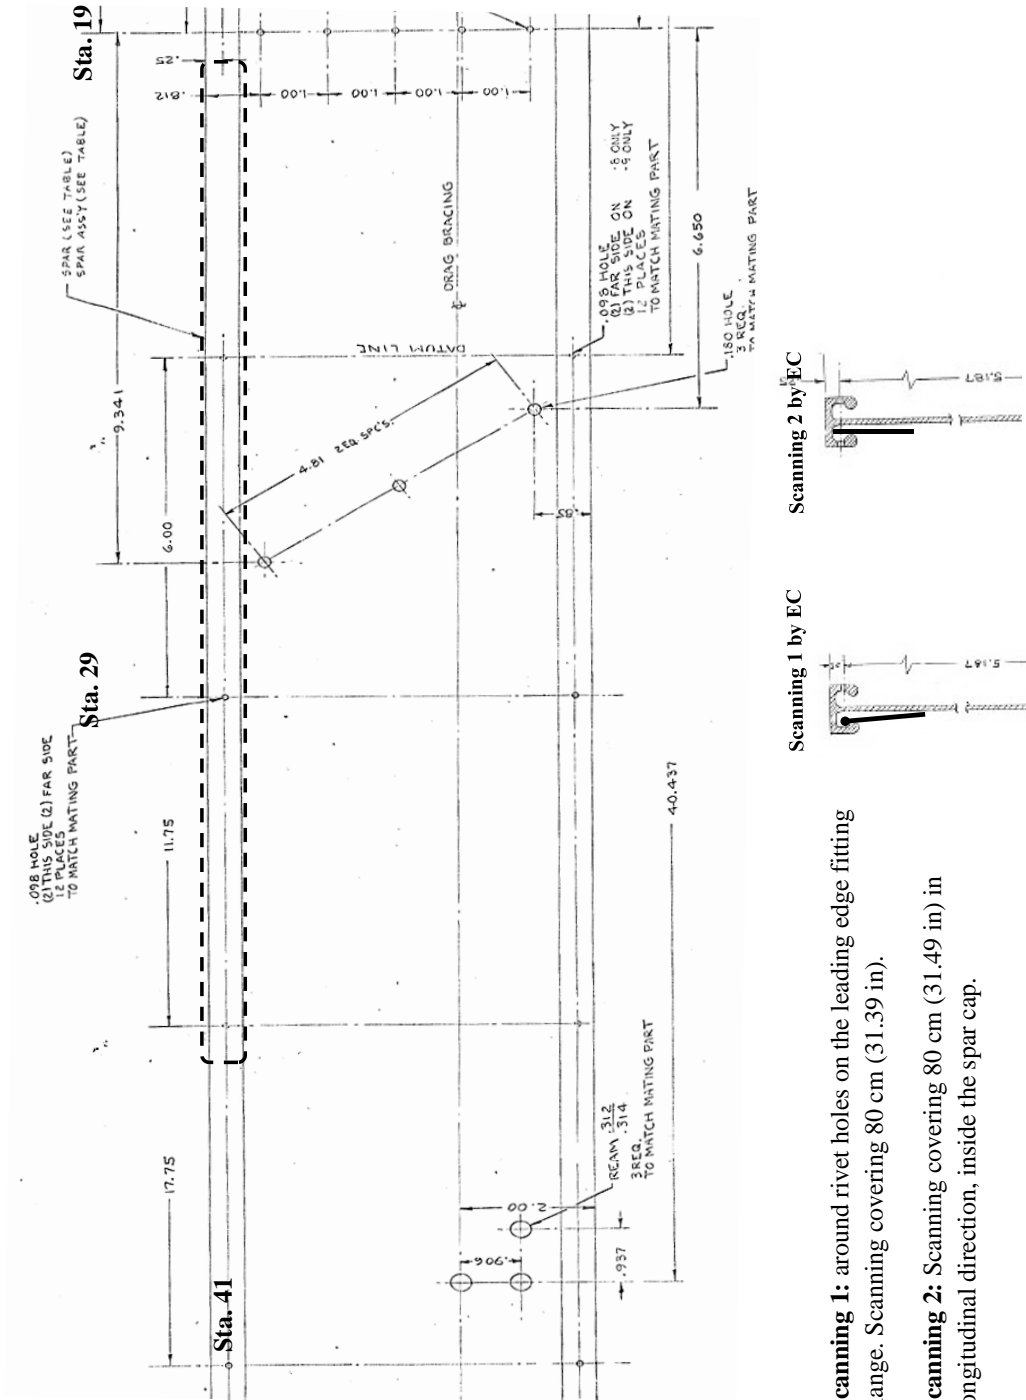 Sta. 19
.25
.812
1.00
1.00
1.00
1.00
SPAR (SEE TABLE)
SPAR ASS'Y (SEE TABLE)
9.341
DRAG BRACING
.098 HOLE
(2) FAR SIDE ON -8 ONLY
(2) THIS SIDE ON -9 ONLY
12 PLACES
TO MATCH MATING PART
6.650
.180 HOLE
3 REQ.
TO MATCH MATING PART
DATUM LINE
4.81 2 EQ. SPC'S.
.85
6.00
Sta. 29
.098 HOLE
(2) THIS SIDE (2) FAR SIDE
12 PLACES
TO MATCH MATING PART
11.75
40.437
17.75
REAM .312
.314
3 REQ.
TO MATCH MATING PART
2.00
.906
.937
Sta. 41
Scanning 2 by EC
5.187
Scanning 1 by EC
5.187
canning 1: around rivet holes on the leading edge fitting
ange. Scanning covering 80 cm (31.39 in).
canning 2: Scanning covering 80 cm (31.49 in) in
ongitudinal direction, inside the spar cap.